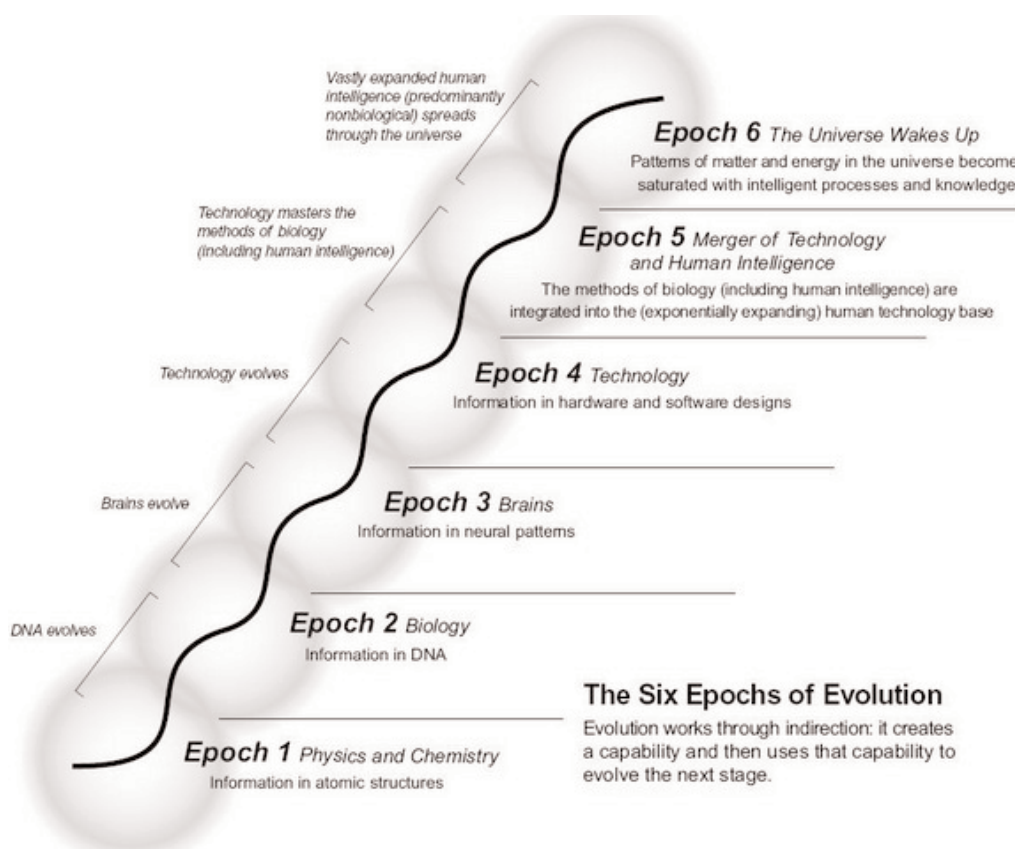 Vastly expanded human
intelligence (predominantly
nonbiological) spreads
through the universe
Epoch 6 The Universe Wakes Up
Patterns of matter and energy in the universe become
saturated with intelligent processes and knowledge
Technology masters the
methods of biology
(including human intelligence)
Epoch 5 Merger of Technology
and Human Intelligence
The methods of biology (including human intelligence) are
integrated into the (exponentially expanding) human technology base
Technology evolves
Epoch 4 Technology
Information in hardware and software designs
Brains evolve
Epoch 3 Brains
Information in neural patterns
DNA evolves
Epoch 2 Biology
Information in DNA
Epoch 1 Physics and Chemistry
Information in atomic structures
The Six Epochs of Evolution
Evolution works through indirection: it creates
a capability and then uses that capability to
evolve the next stage.